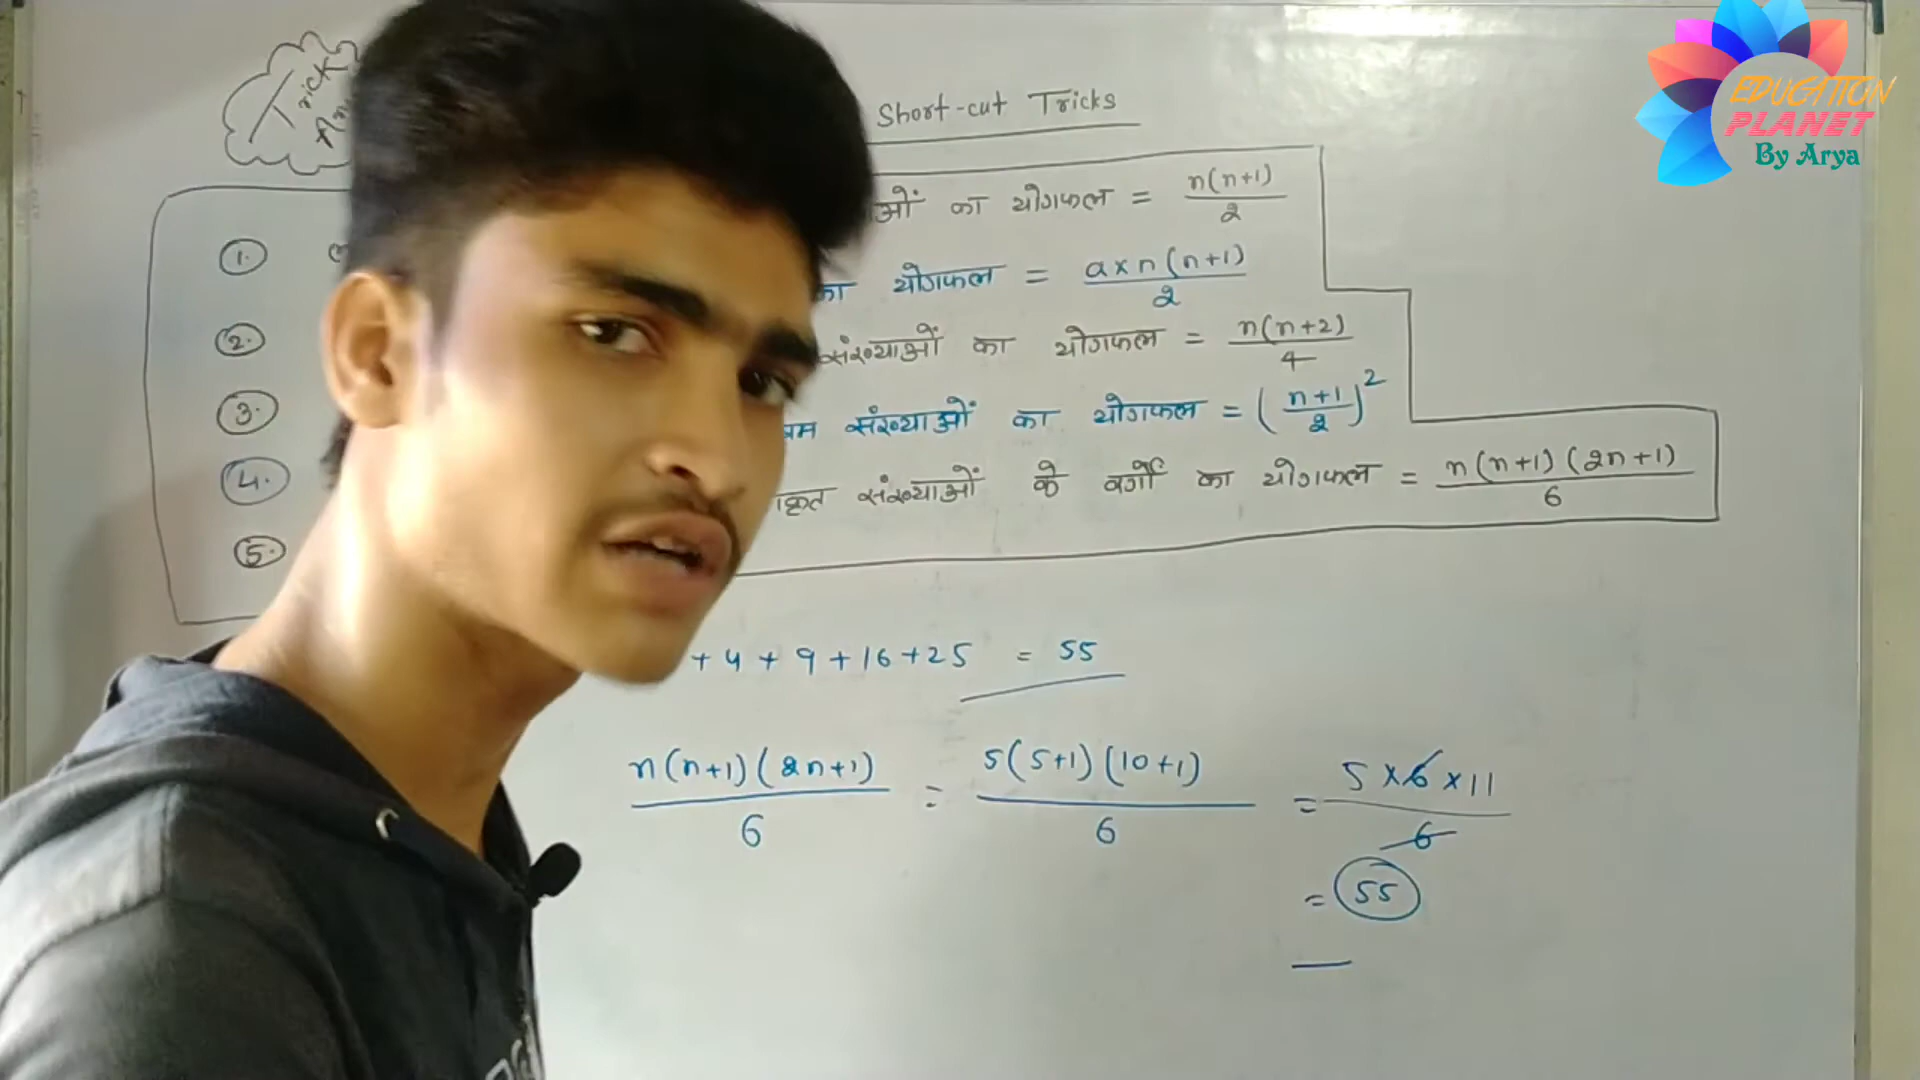 EDUCATION
PLANET
By Arya
Trick
Short-cut Tricks
1. का योगफल = n(n+1)/2
2. का योगफल = a×n(n+1)/2
3. संख्याओं का योगफल = n(n+2)/4
4. संख्याओं का योगफल = (n+1/2)²
5. संख्याओं के वर्गों का योगफल = n(n+1)(2n+1)/6
+ 4 + 9 + 16 + 25 = 55
n(n+1)(2n+1)/6 = 5(5+1)(10+1)/6 = 5×6×11/6
= 55